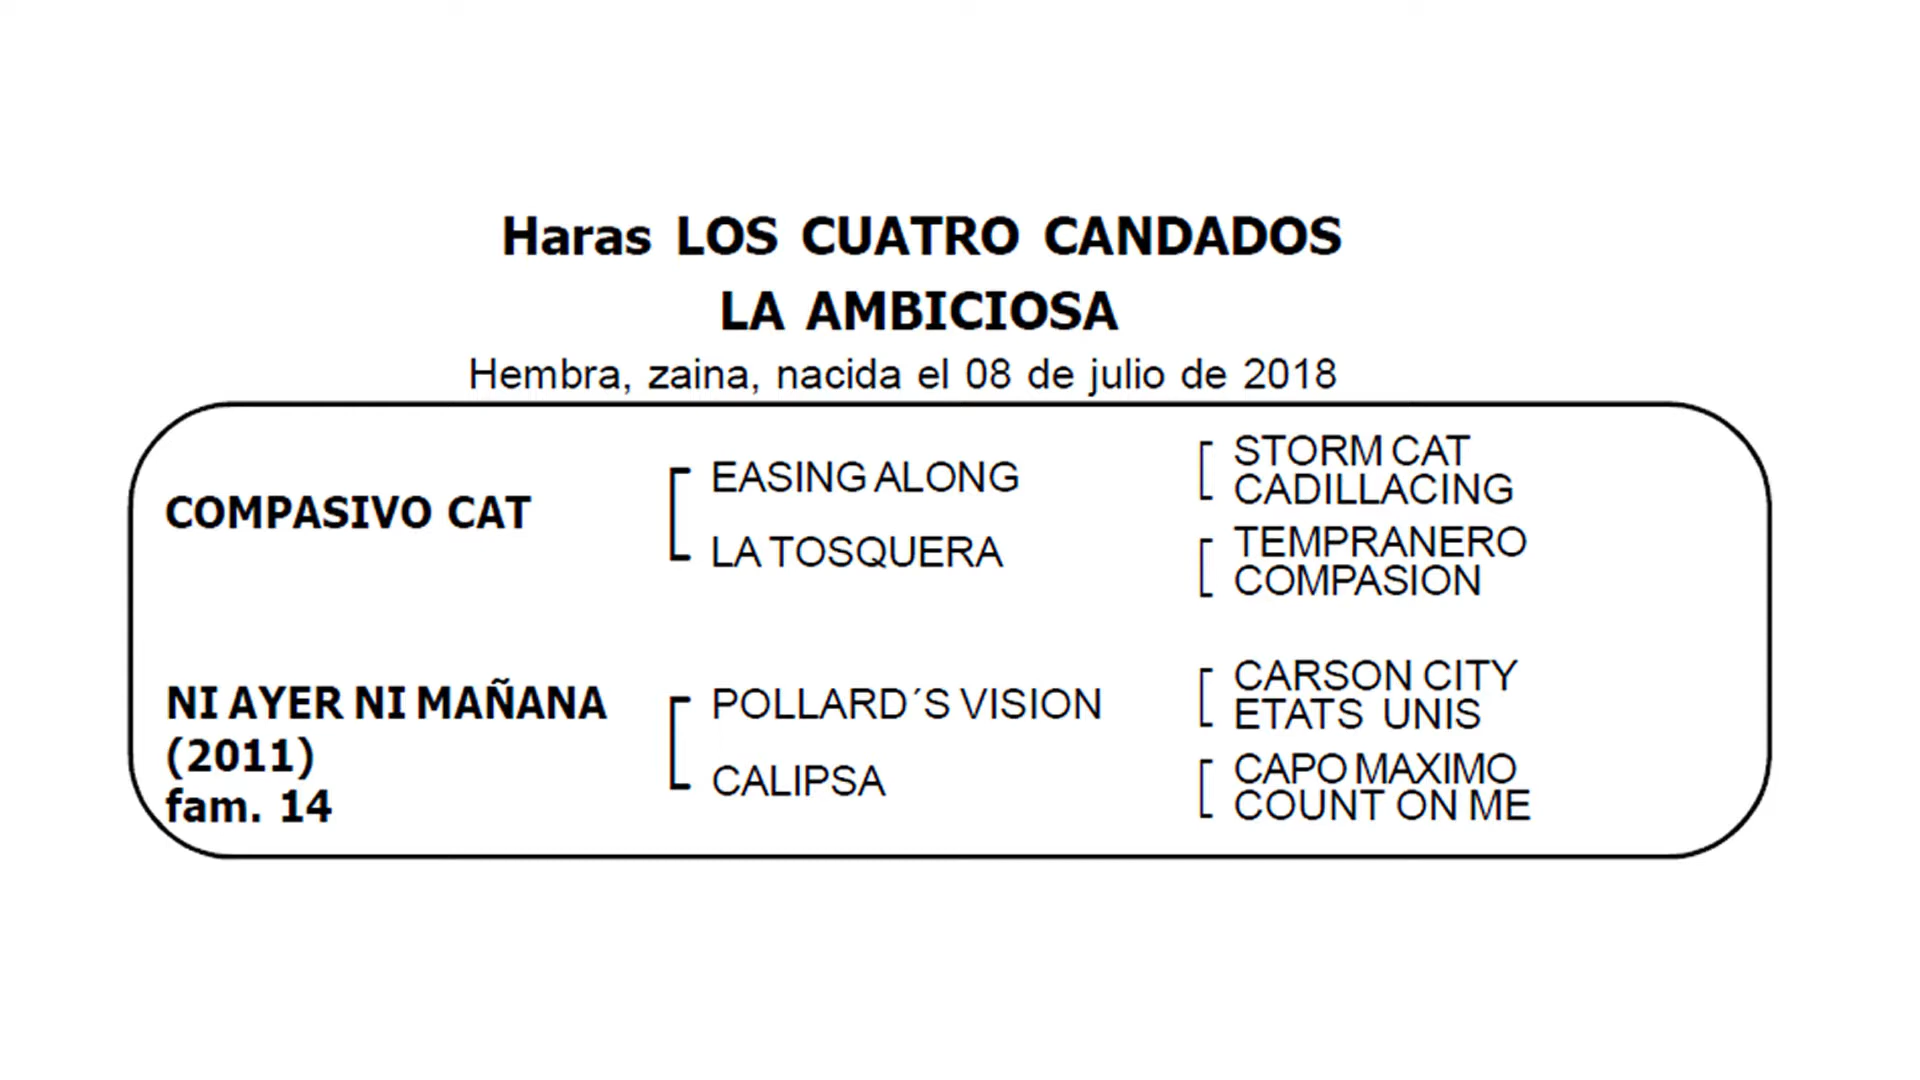 Haras LOS CUATRO CANDADOS
LA AMBICIOSA
Hembra, zaina, nacida el 08 de julio de 2018
COMPASIVO CAT
EASING ALONG
LA TOSQUERA
STORM CAT
CADILLACING
TEMPRANERO
COMPASION
NI AYER NI MAÑANA
(2011)
fam. 14
POLLARD´S VISION
CALIPSA
CARSON CITY
ETATS UNIS
CAPO MAXIMO
COUNT ON ME